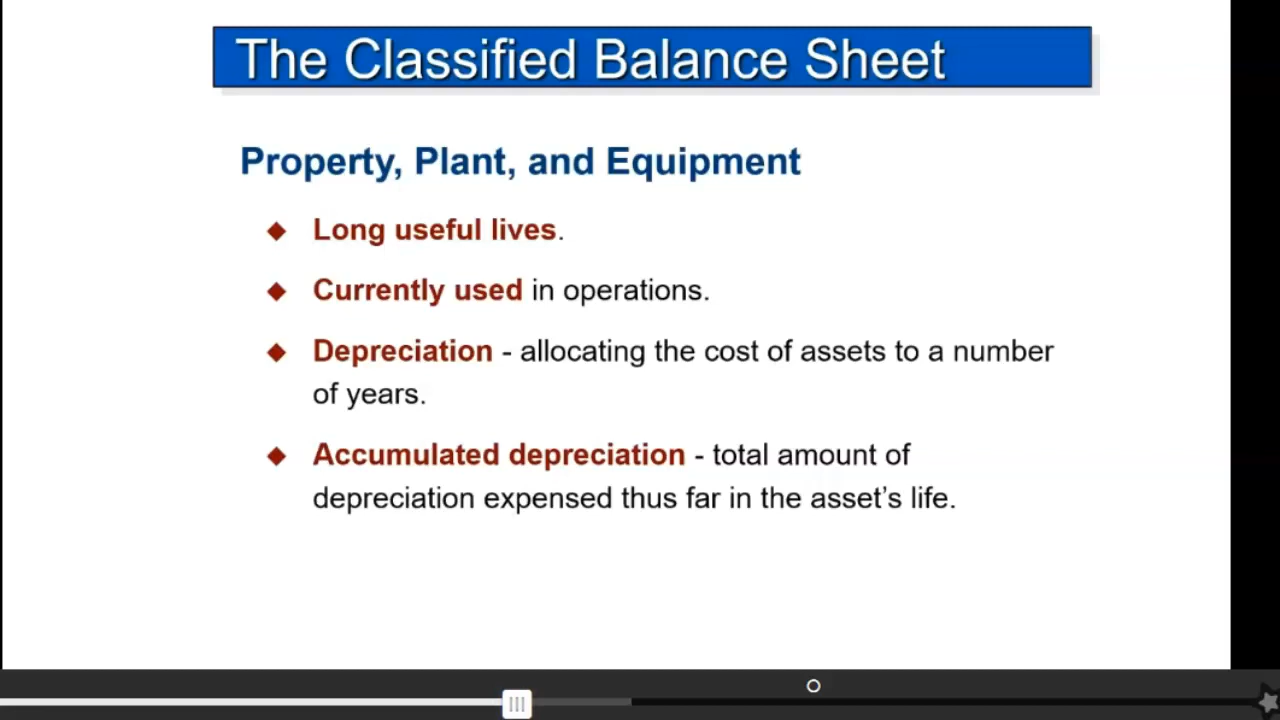 The Classified Balance Sheet
Property, Plant, and Equipment
◆ Long useful lives.
◆ Currently used in operations.
◆ Depreciation - allocating the cost of assets to a number
of years.
◆ Accumulated depreciation - total amount of
depreciation expensed thus far in the asset’s life.